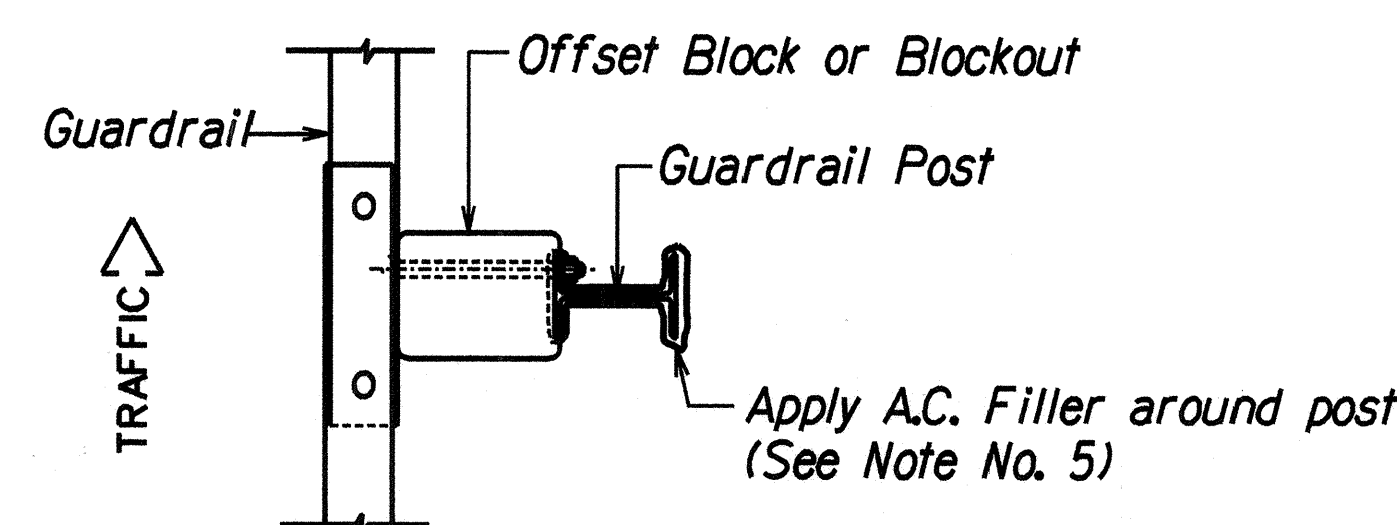 Offset Block or Blockout
Guardrail
Guardrail Post
TRAFFIC
Apply A.C. Filler around post
(See Note No. 5)